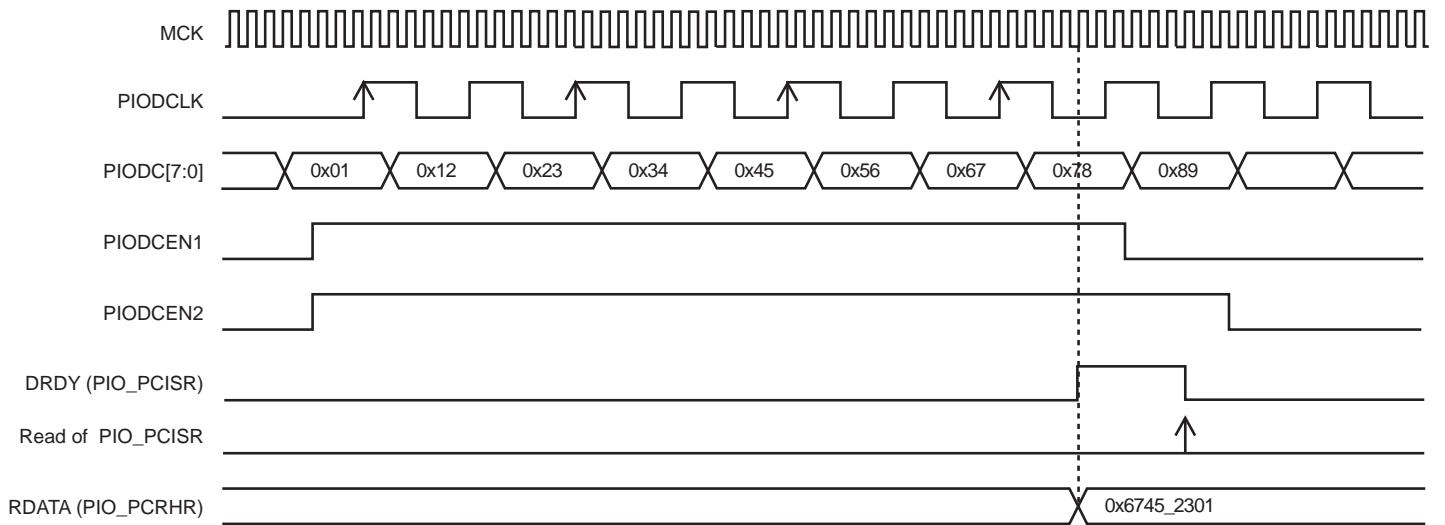 MCK
PIODCLK
PIODC[7:0] 0x01 0x12 0x23 0x34 0x45 0x56 0x67 0x78 0x89
PIODCEN1
PIODCEN2
DRDY (PIO_PCISR)
Read of PIO_PCISR
RDATA (PIO_PCRHR) 0x6745_2301